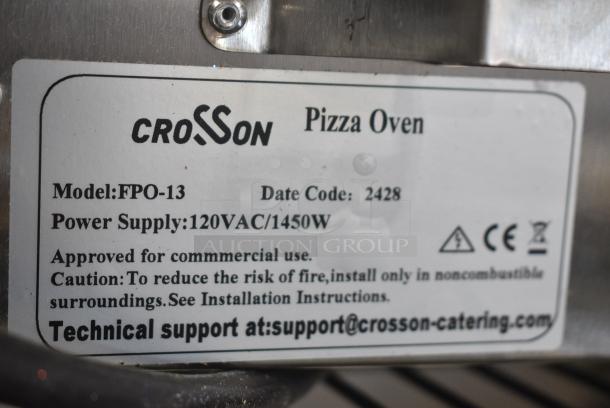 CROSSON Pizza Oven
Model:FPO-13 Date Code: 2428
Power Supply:120VAC/1450W
AUCTION GROUP
Approved for commmercial use.
Caution:To reduce the risk of fire,install only in noncombustible
surroundings.See Installation Instructions.
Technical support at:support@crosson-catering.com